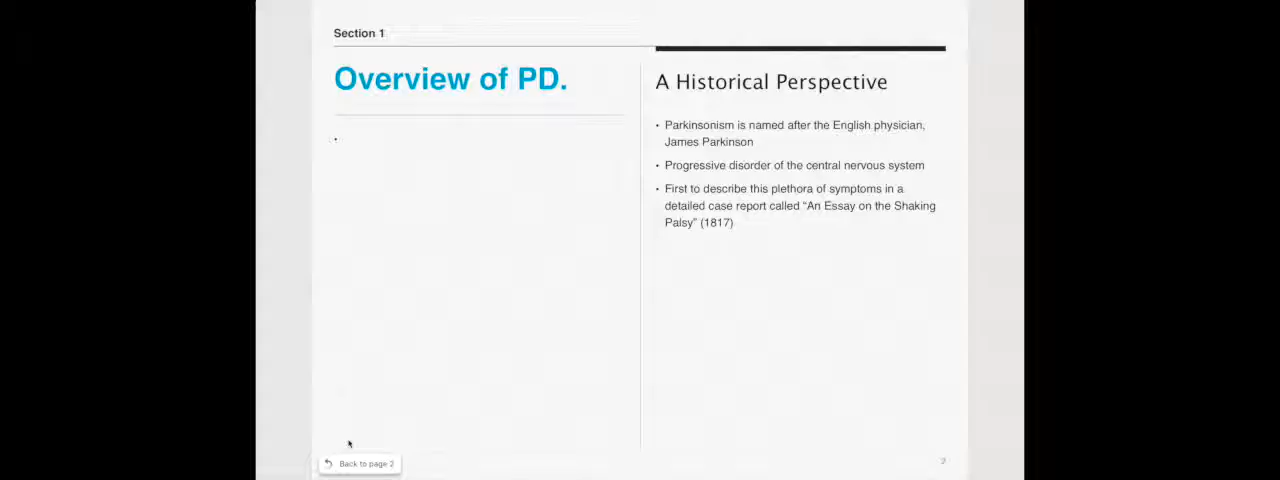 Section 1
Overview of PD.
A Historical Perspective
• Parkinsonism is named after the English physician,
James Parkinson
• Progressive disorder of the central nervous system
• First to describe this plethora of symptoms in a
detailed case report called “An Essay on the Shaking
Palsy” (1817)
Back to page 2
2